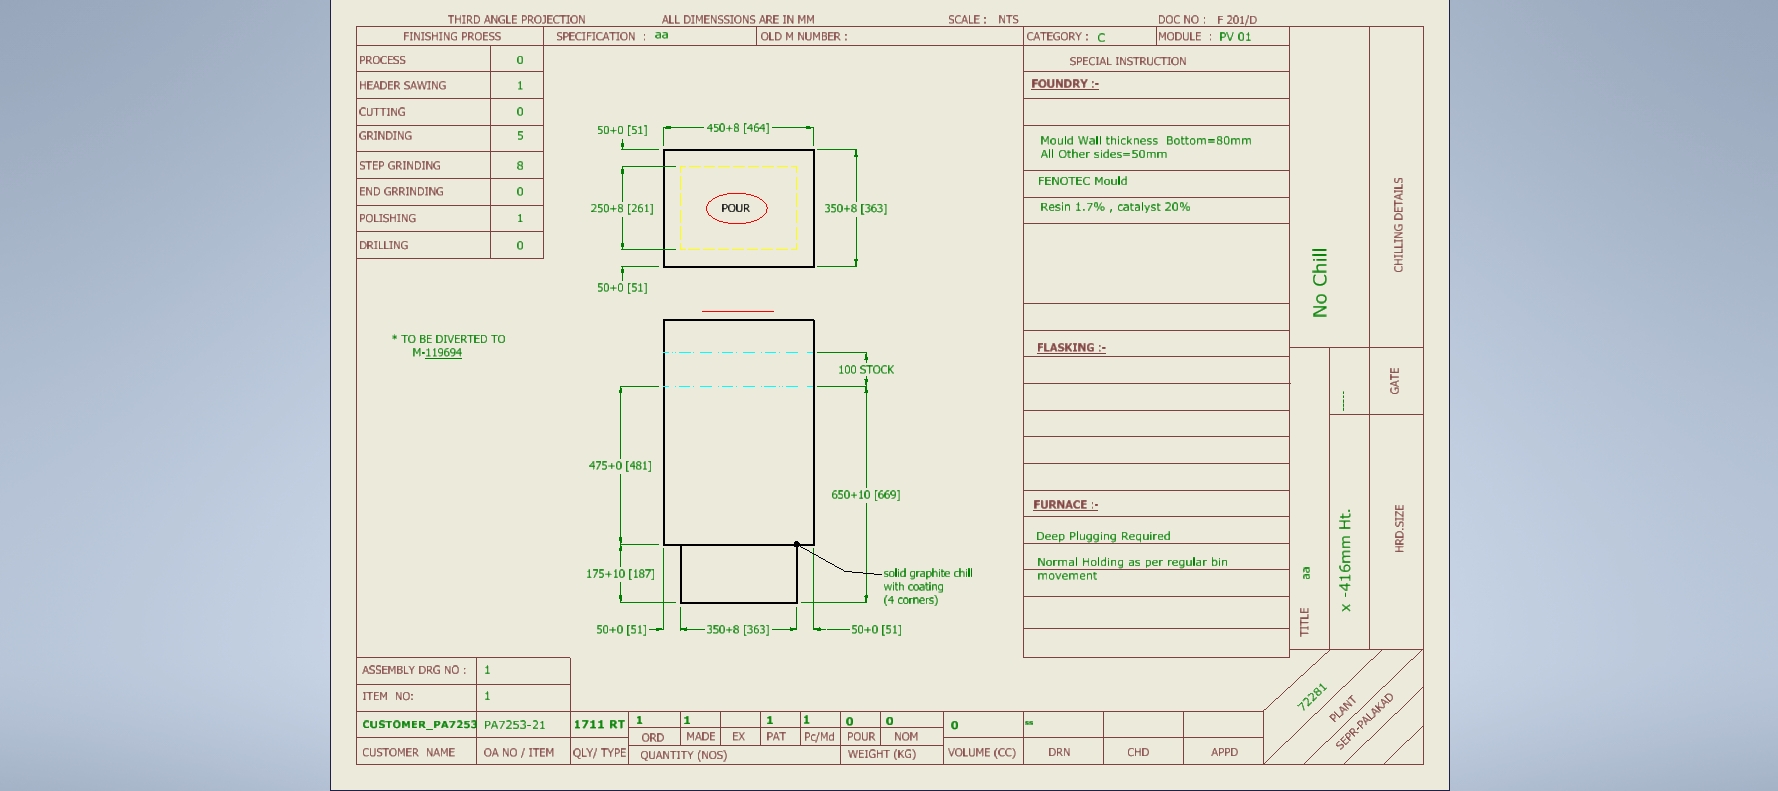 THIRD ANGLE PROJECTION ALL DIMENSSIONS ARE IN MM SCALE : NTS DOC NO : F 201/D
FINISHING PROESS SPECIFICATION : aa OLD M NUMBER : CATEGORY : C MODULE : PV 01
PROCESS 0
HEADER SAWING 1
CUTTING 0
GRINDING 5
STEP GRINDING 8
END GRRINDING 0
POLISHING 1
DRILLING 0
* TO BE DIVERTED TO
M-119694
50+0 [51]
450+8 [464]
250+8 [261]
POUR
350+8 [363]
50+0 [51]
100 STOCK
475+0 [481]
650+10 [669]
175+10 [187]
solid graphite chill
with coating
(4 corners)
50+0 [51]
350+8 [363]
50+0 [51]
SPECIAL INSTRUCTION
FOUNDRY :-
Mould Wall thickness Bottom=80mm
All Other sides=50mm
FENOTEC Mould
Resin 1.7% , catalyst 20%
FLASKING :-
FURNACE :-
Deep Plugging Required
Normal Holding as per regular bin
movement
No Chill
CHILLING DETAILS
-----
GATE
TITLE aa
x -416mm Ht.
HRD.SIZE
72281
PLANT
SEPR-PALAKAD
ASSEMBLY DRG NO : 1
ITEM NO: 1
CUSTOMER_PA7253 PA7253-21 1711 RT 1 1 1 1 0 0 0 ss
ORD MADE EX PAT Pc/Md POUR NOM
CUSTOMER NAME OA NO / ITEM QLY/ TYPE QUANTITY (NOS) WEIGHT (KG) VOLUME (CC) DRN CHD APPD